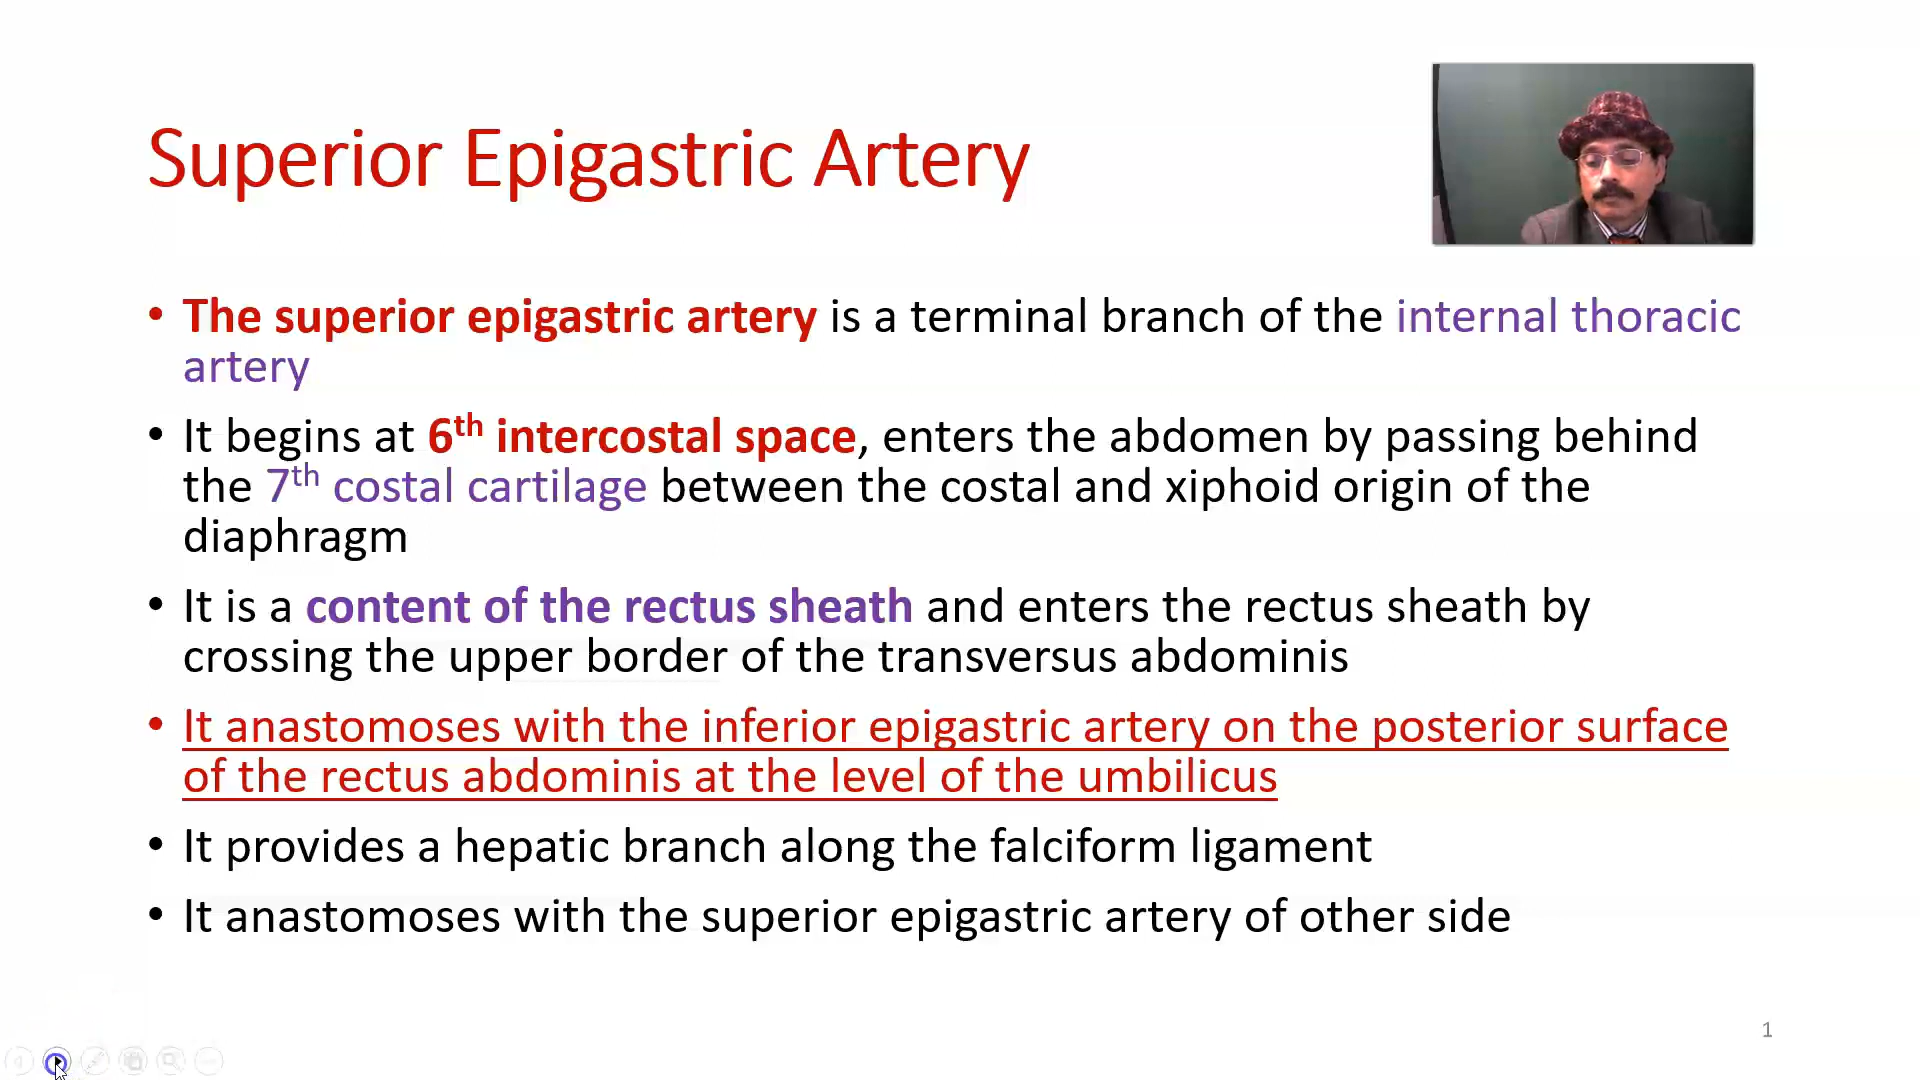 Superior Epigastric Artery
• The superior epigastric artery is a terminal branch of the internal thoracic
artery
• It begins at 6th intercostal space, enters the abdomen by passing behind
the 7th costal cartilage between the costal and xiphoid origin of the
diaphragm
• It is a content of the rectus sheath and enters the rectus sheath by
crossing the upper border of the transversus abdominis
• It anastomoses with the inferior epigastric artery on the posterior surface
of the rectus abdominis at the level of the umbilicus
• It provides a hepatic branch along the falciform ligament
• It anastomoses with the superior epigastric artery of other side
1